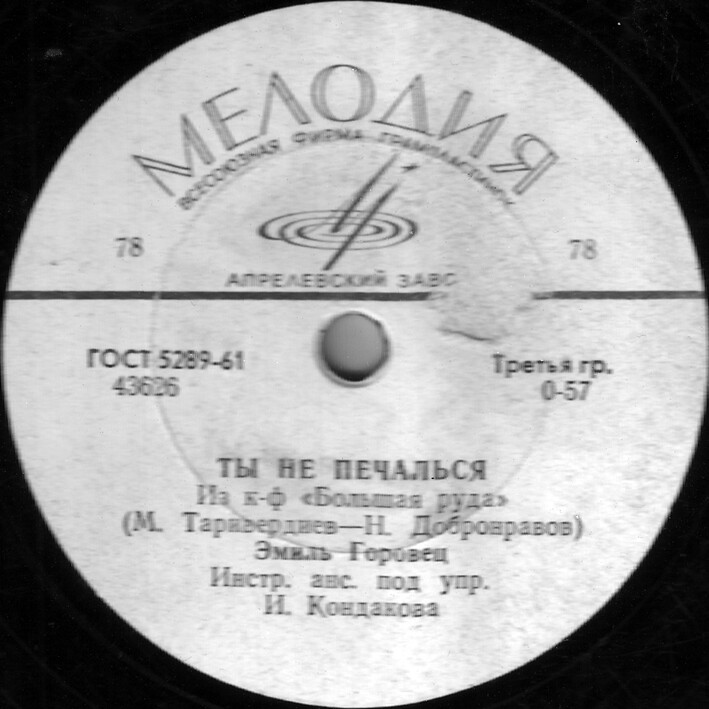 МЕЛОДИЯ
ВСЕСОЮЗНАЯ ФИРМА ГРАМПЛАСТИНОК
78 78
АПРЕЛЕВСКИЙ ЗАВО
ГОСТ 5289-61 Третья гр.
43626 0-57
ТЫ НЕ ПЕЧАЛЬСЯ
Из к-ф «Большая руда»
(М. Таривердиев—Н. Добронравов)
Эмиль Горовец
Инстр. анс. под упр.
И. Кондакова